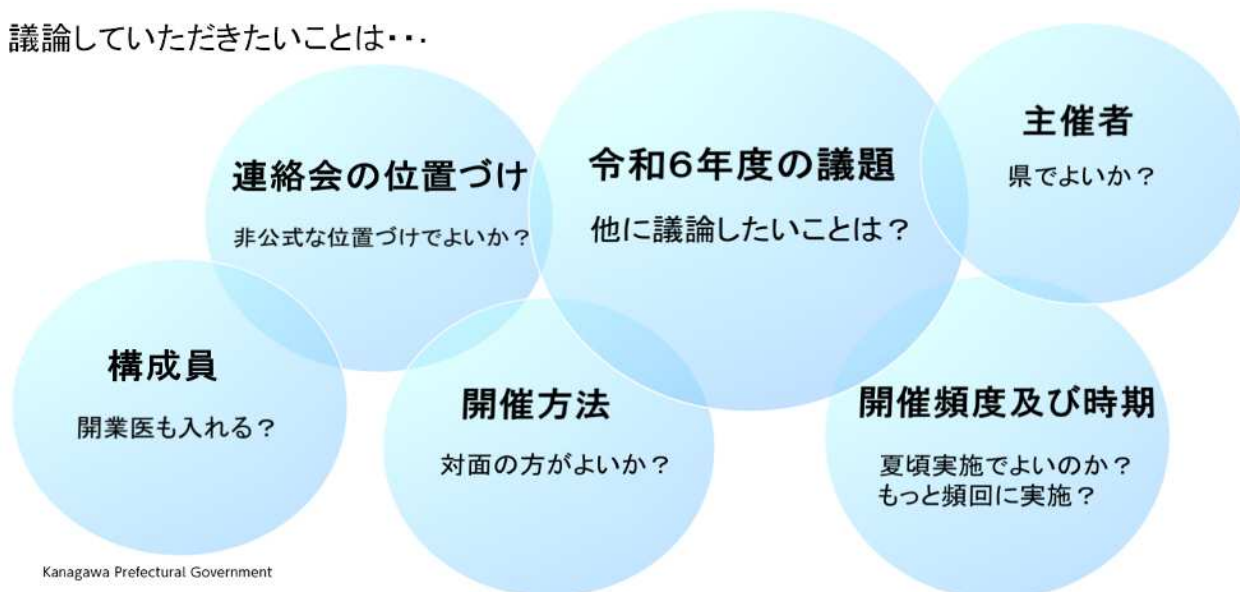 議論していただきたいことは・・・
連絡会の位置づけ
非公式な位置づけでよいか？
令和６年度の議題
他に議論したいことは？
主催者
県でよいか？
構成員
開業医も入れる？
開催方法
対面の方がよいか？
開催頻度及び時期
夏頃実施でよいのか？
もっと頻回に実施？
Kanagawa Prefectural Government